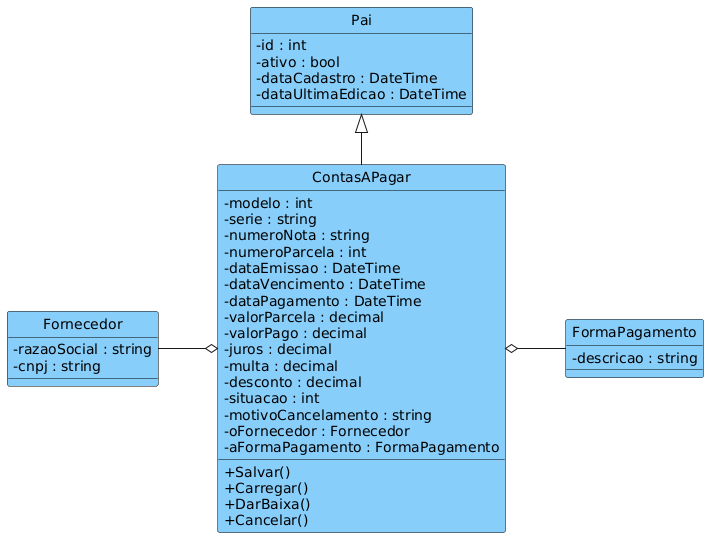 Pai
-id : int
-ativo : bool
-dataCadastro : DateTime
-dataUltimaEdicao : DateTime
ContasAPagar
-modelo : int
-serie : string
-numeroNota : string
-numeroParcela : int
-dataEmissao : DateTime
-dataVencimento : DateTime
-dataPagamento : DateTime
-valorParcela : decimal
-valorPago : decimal
-juros : decimal
-multa : decimal
-desconto : decimal
-situacao : int
-motivoCancelamento : string
-oFornecedor : Fornecedor
-aFormaPagamento : FormaPagamento
+Salvar()
+Carregar()
+DarBaixa()
+Cancelar()
Fornecedor
-razaoSocial : string
-cnpj : string
FormaPagamento
-descricao : string